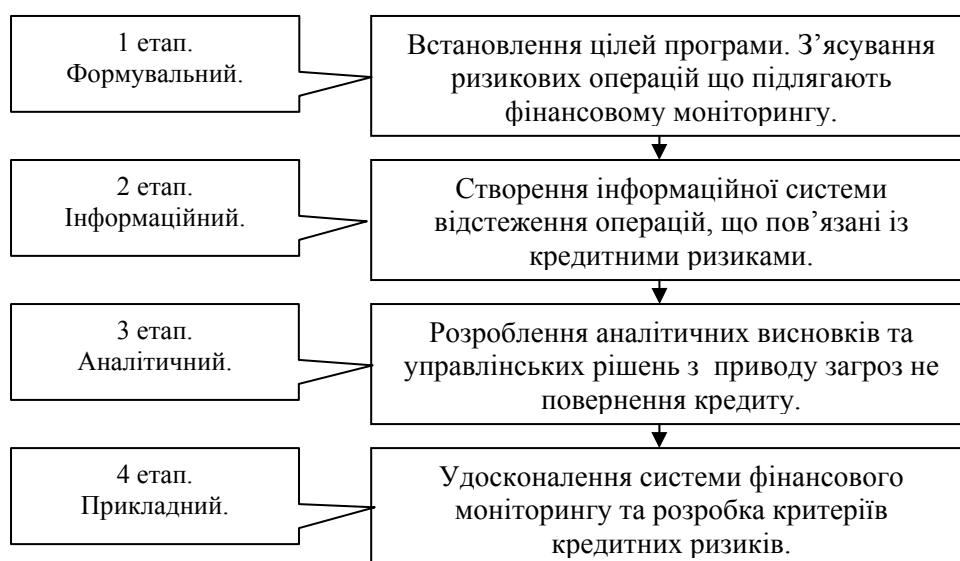 1 етап.
Формувальний.
Встановлення цілей програми. З’ясування
ризикових операцій що підлягають
фінансовому моніторингу.
2 етап.
Інформаційний.
Створення інформаційної системи
відстеження операцій, що пов’язані із
кредитними ризиками.
3 етап.
Аналітичний.
Розроблення аналітичних висновків та
управлінських рішень з приводу загроз не
повернення кредиту.
4 етап.
Прикладний.
Удосконалення системи фінансового
моніторингу та розробка критеріїв
кредитних ризиків.